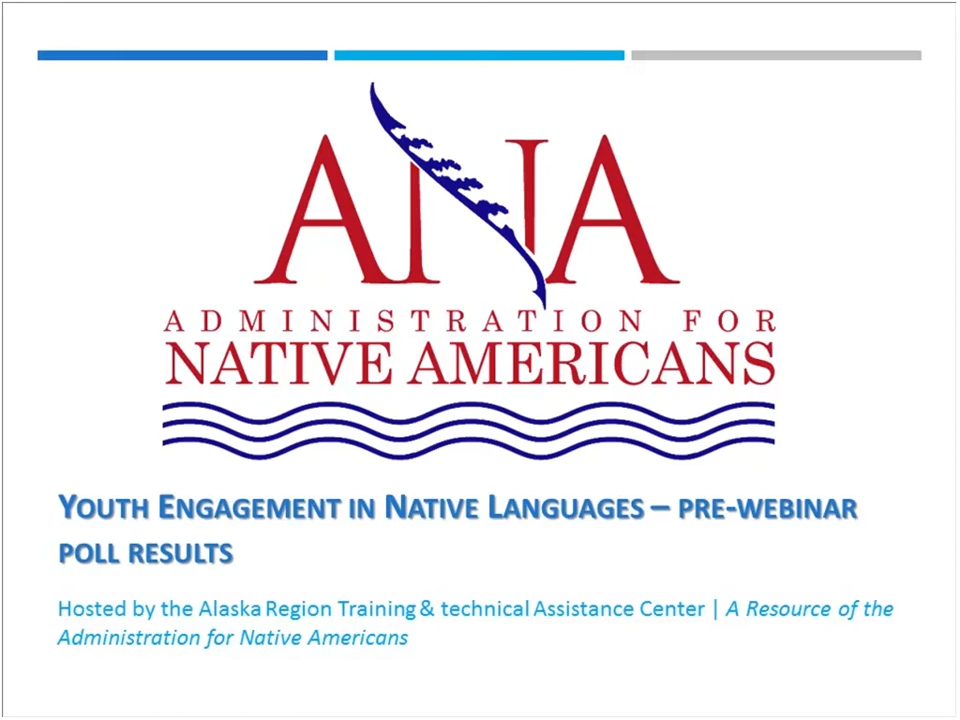 ANA
ADMINISTRATION FOR
NATIVE AMERICANS
YOUTH ENGAGEMENT IN NATIVE LANGUAGES – PRE-WEBINAR
POLL RESULTS
Hosted by the Alaska Region Training & technical Assistance Center | A Resource of the
Administration for Native Americans